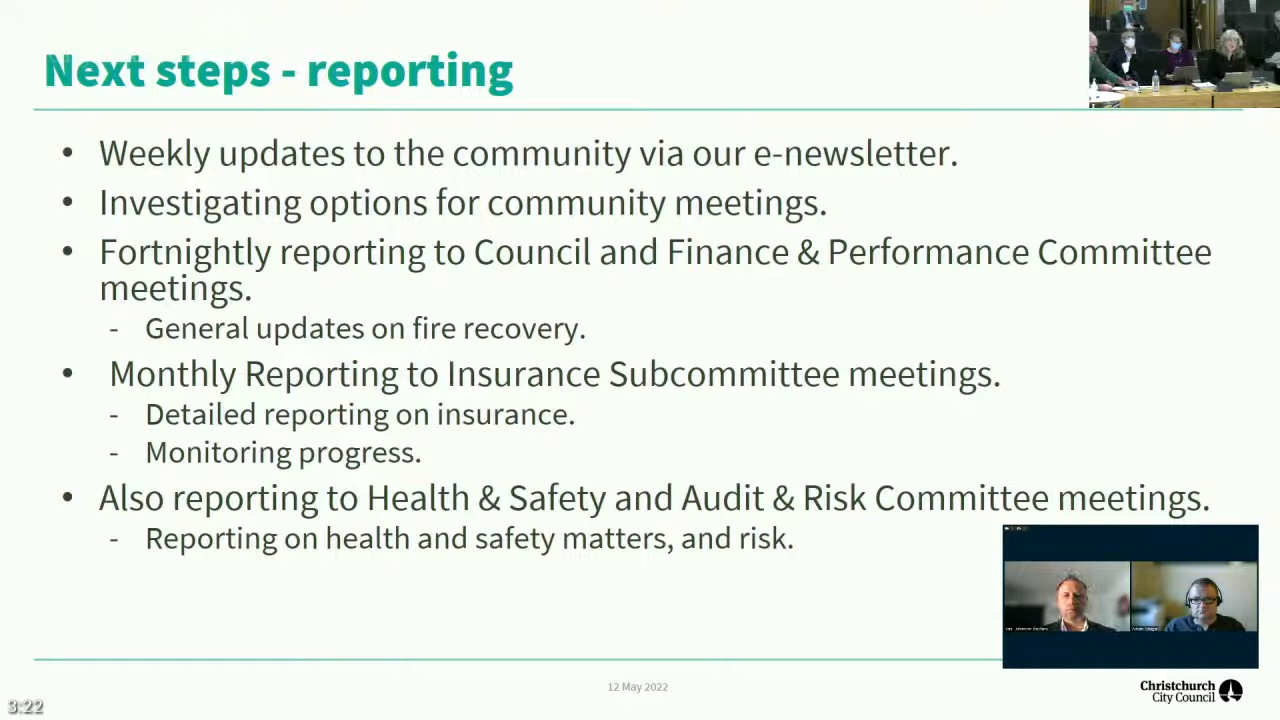 Next steps - reporting
• Weekly updates to the community via our e-newsletter.
• Investigating options for community meetings.
• Fortnightly reporting to Council and Finance & Performance Committee
meetings.
- General updates on fire recovery.
• Monthly Reporting to Insurance Subcommittee meetings.
- Detailed reporting on insurance.
- Monitoring progress.
• Also reporting to Health & Safety and Audit & Risk Committee meetings.
- Reporting on health and safety matters, and risk.
12 May 2022
Christchurch
City Council
3:22